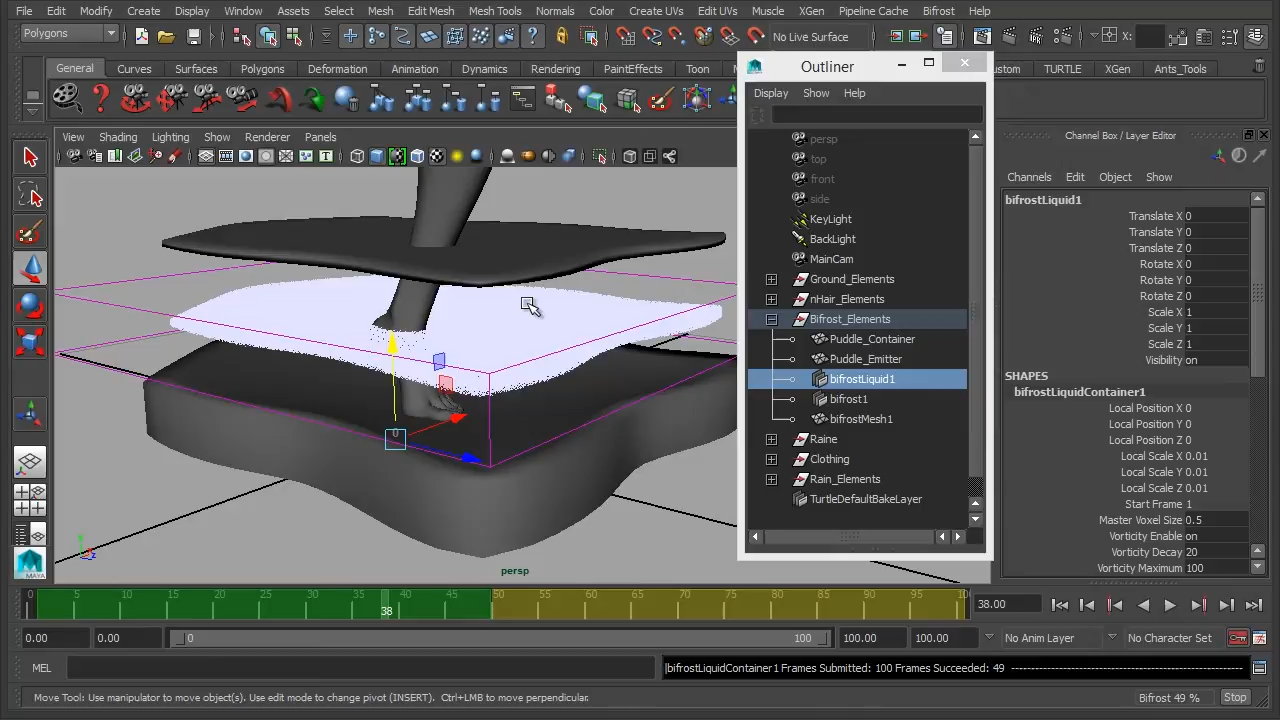 File Edit Modify Create Display Window Assets Select Mesh Edit Mesh Mesh Tools Normals Color Create UVs Edit UVs Muscle XGen Pipeline Cache Bifrost Help
Polygons No Live Surface X:
General Curves Surfaces Polygons Deformation Animation Dynamics Rendering PaintEffects Toon ustom TURTLE XGen Ants_Tools
Outliner
Display Show Help
View Shading Lighting Show Renderer Panels
Channel Box / Layer Editor
Channels Edit Object Show
persp
top
front
side
KeyLight
BackLight
MainCam
Ground_Elements
nHair_Elements
Bifrost_Elements
Puddle_Container
Puddle_Emitter
bifrostLiquid1
bifrost1
bifrostMesh1
Raine
Clothing
Rain_Elements
TurtleDefaultBakeLayer
bifrostLiquid1
Translate X 0
Translate Y 0
Translate Z 0
Rotate X 0
Rotate Y 0
Rotate Z 0
Scale X 1
Scale Y 1
Scale Z 1
Visibility on
SHAPES
bifrostLiquidContainer1
Local Position X 0
Local Position Y 0
Local Position Z 0
Local Scale X 0.01
Local Scale Y 0.01
Local Scale Z 0.01
Start Frame 1
Master Voxel Size 0.5
Vorticity Enable on
Vorticity Decay 20
Vorticity Maximum 100
persp
MAYA
0 5 10 15 20 25 30 35 40 45 50 55 60 65 70 75 80 85 90 95 10
38
38.00
0.00 0.00 0 100 100.00 100.00 No Anim Layer No Character Set
MEL
bifrostLiquidContainer1 Frames Submitted: 100 Frames Succeeded: 49
Move Tool: Use manipulator to move object(s). Use edit mode to change pivot (INSERT). Ctrl+LMB to move perpendicular.
Bifrost 49 % Stop